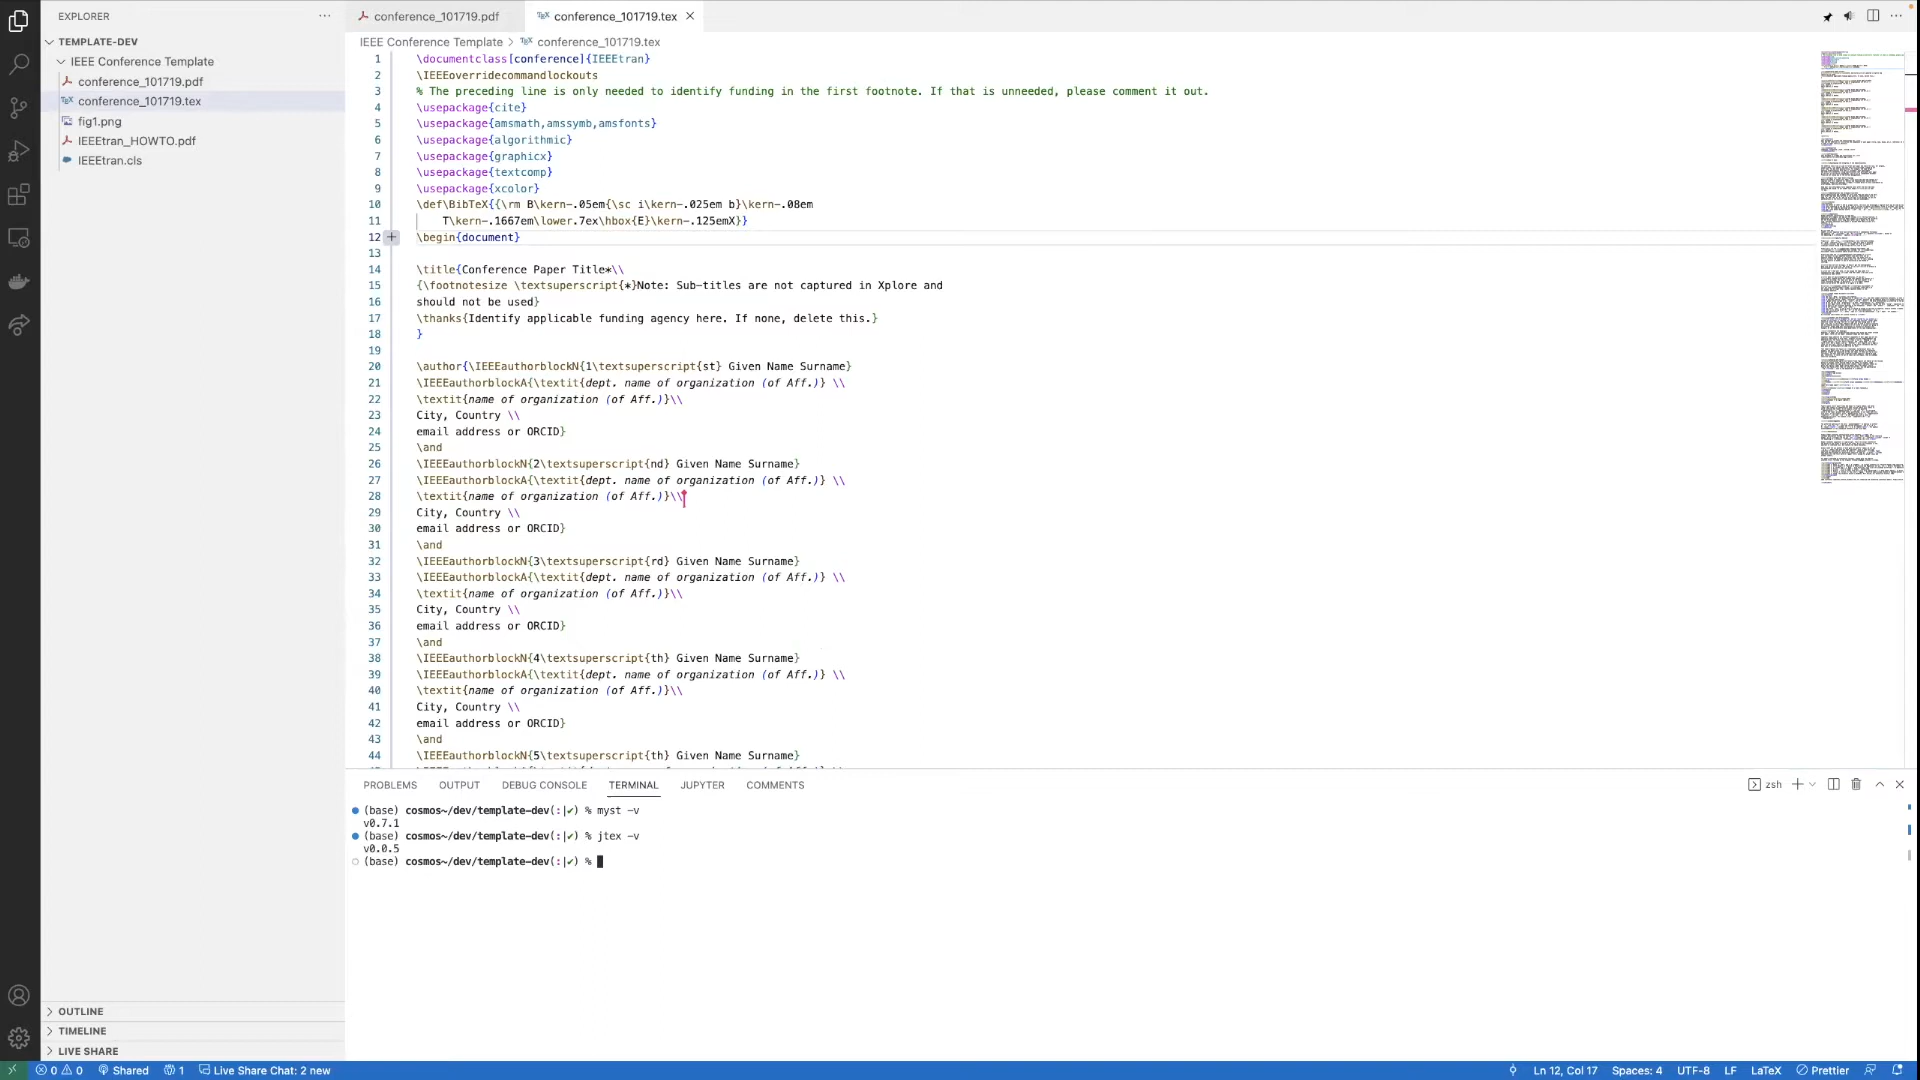 EXPLORER
TEMPLATE-DEV
IEEE Conference Template
conference_101719.pdf
conference_101719.tex
fig1.png
IEEEtran_HOWTO.pdf
IEEEtran.cls
OUTLINE
TIMELINE
LIVE SHARE
conference_101719.pdf
conference_101719.tex
IEEE Conference Template > conference_101719.tex
1 \documentclass[conference]{IEEEtran}
2 \IEEEoverridecommandlockouts
3 % The preceding line is only needed to identify funding in the first footnote. If that is unneeded, please comment it out.
4 \usepackage{cite}
5 \usepackage{amsmath,amssymb,amsfonts}
6 \usepackage{algorithmic}
7 \usepackage{graphicx}
8 \usepackage{textcomp}
9 \usepackage{xcolor}
10 \def\BibTeX{{\rm B\kern-.05em{\sc i\kern-.025em b}\kern-.08em
11 T\kern-.1667em\lower.7ex\hbox{E}\kern-.125emX}}
12 \begin{document}
13
14 \title{Conference Paper Title*\\
15 {\footnotesize \textsuperscript{*}Note: Sub-titles are not captured in Xplore and
16 should not be used}
17 \thanks{Identify applicable funding agency here. If none, delete this.}
18 }
19
20 \author{\IEEEauthorblockN{1\textsuperscript{st} Given Name Surname}
21 \IEEEauthorblockA{\textit{dept. name of organization (of Aff.)} \\
22 \textit{name of organization (of Aff.)}\\
23 City, Country \\
24 email address or ORCID}
25 \and
26 \IEEEauthorblockN{2\textsuperscript{nd} Given Name Surname}
27 \IEEEauthorblockA{\textit{dept. name of organization (of Aff.)} \\
28 \textit{name of organization (of Aff.)}\\
29 City, Country \\
30 email address or ORCID}
31 \and
32 \IEEEauthorblockN{3\textsuperscript{rd} Given Name Surname}
33 \IEEEauthorblockA{\textit{dept. name of organization (of Aff.)} \\
34 \textit{name of organization (of Aff.)}\\
35 City, Country \\
36 email address or ORCID}
37 \and
38 \IEEEauthorblockN{4\textsuperscript{th} Given Name Surname}
39 \IEEEauthorblockA{\textit{dept. name of organization (of Aff.)} \\
40 \textit{name of organization (of Aff.)}\\
41 City, Country \\
42 email address or ORCID}
43 \and
44 \IEEEauthorblockN{5\textsuperscript{th} Given Name Surname}
PROBLEMS OUTPUT DEBUG CONSOLE TERMINAL JUPYTER COMMENTS
zsh
(base) cosmos~/dev/template-dev(:|✔) % myst -v
v0.7.1
(base) cosmos~/dev/template-dev(:|✔) % jtex -v
v0.0.5
(base) cosmos~/dev/template-dev(:|✔) %
0 0 Shared 1 Live Share Chat: 2 new
Ln 12, Col 17 Spaces: 4 UTF-8 LF LaTeX Prettier